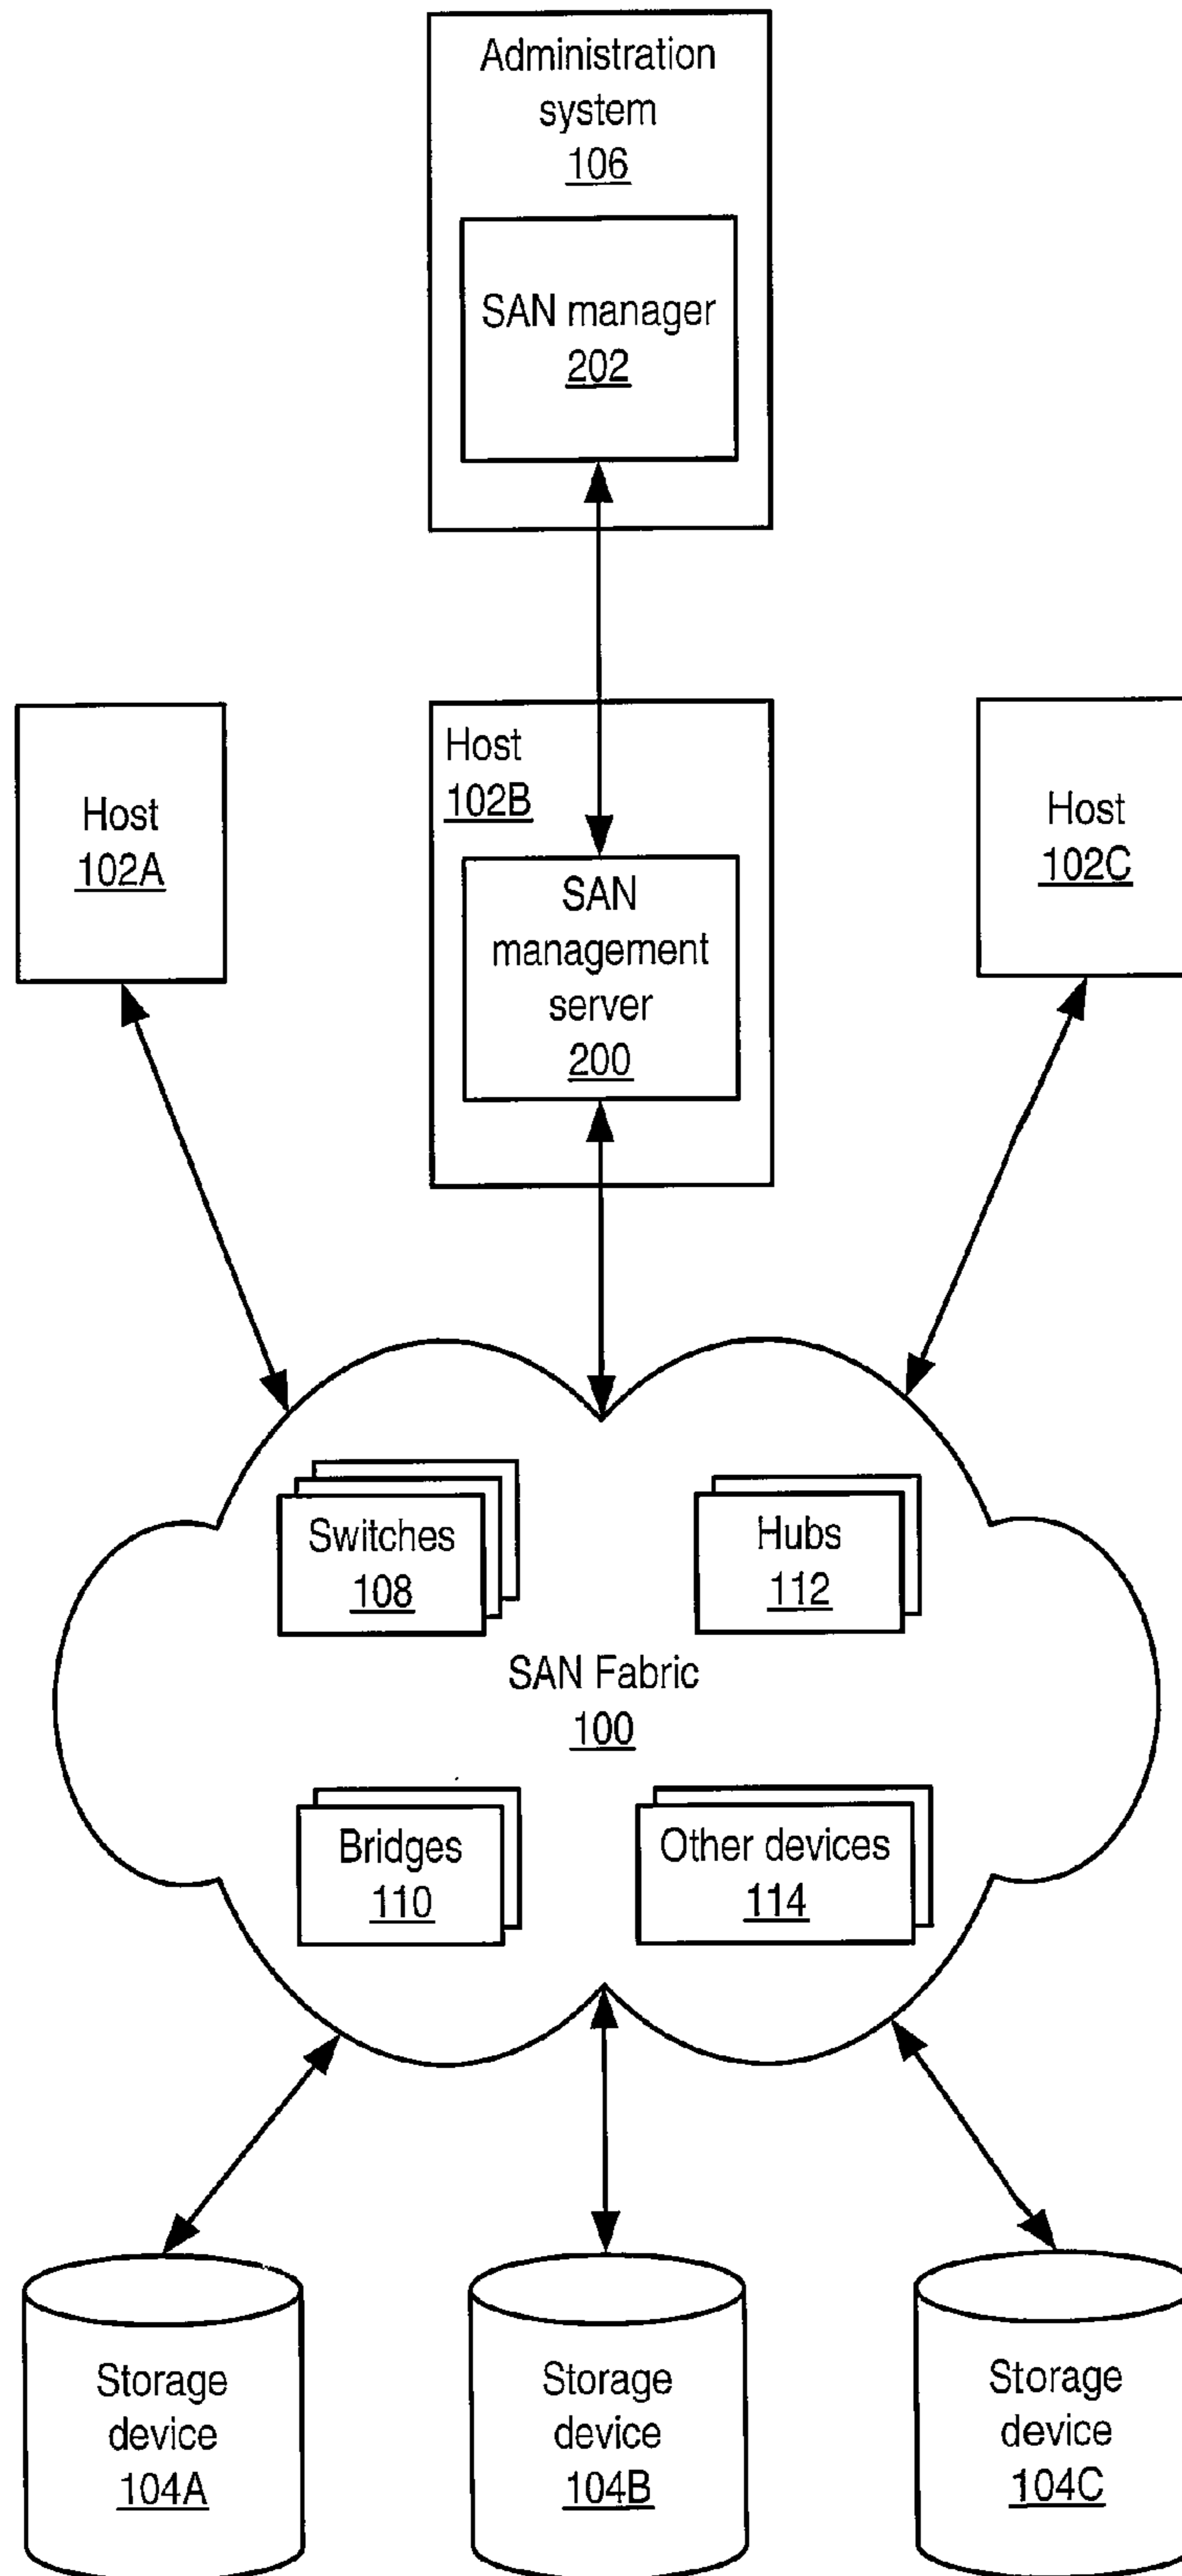 Administration
system
106
SAN manager
202
Host
102A
Host
102B
SAN
management
server
200
Host
102C
Switches
108
Hubs
112
SAN Fabric
100
Bridges
110
Other devices
114
Storage
device
104A
Storage
device
104B
Storage
device
104C